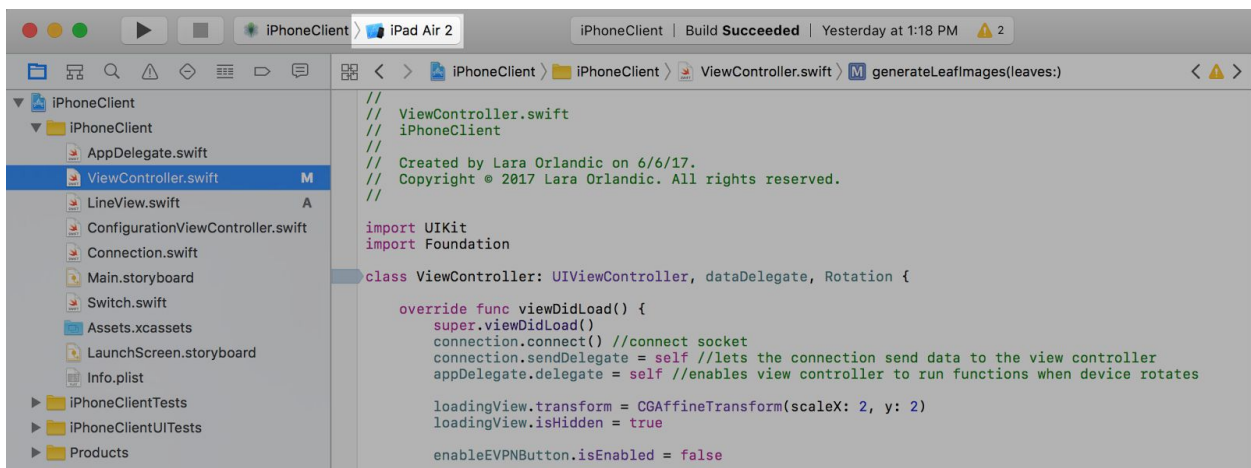 iPhoneClient 〉 iPad Air 2
iPhoneClient | Build Succeeded | Yesterday at 1:18 PM 2
iPhoneClient 〉 iPhoneClient 〉 ViewController.swift 〉 M generateLeafImages(leaves:)
iPhoneClient
iPhoneClient
AppDelegate.swift
ViewController.swift M
LineView.swift A
ConfigurationViewController.swift
Connection.swift
Main.storyboard
Switch.swift
Assets.xcassets
LaunchScreen.storyboard
Info.plist
iPhoneClientTests
iPhoneClientUITests
Products
//
//  ViewController.swift
//  iPhoneClient
//
//  Created by Lara Orlandic on 6/6/17.
//  Copyright © 2017 Lara Orlandic. All rights reserved.
//
import UIKit
import Foundation
class ViewController: UIViewController, dataDelegate, Rotation {
    override func viewDidLoad() {
        super.viewDidLoad()
        connection.connect() //connect socket
        connection.sendDelegate = self //lets the connection send data to the view controller
        appDelegate.delegate = self //enables view controller to run functions when device rotates
        loadingView.transform = CGAffineTransform(scaleX: 2, y: 2)
        loadingView.isHidden = true
        enableEVPNButton.isEnabled = false